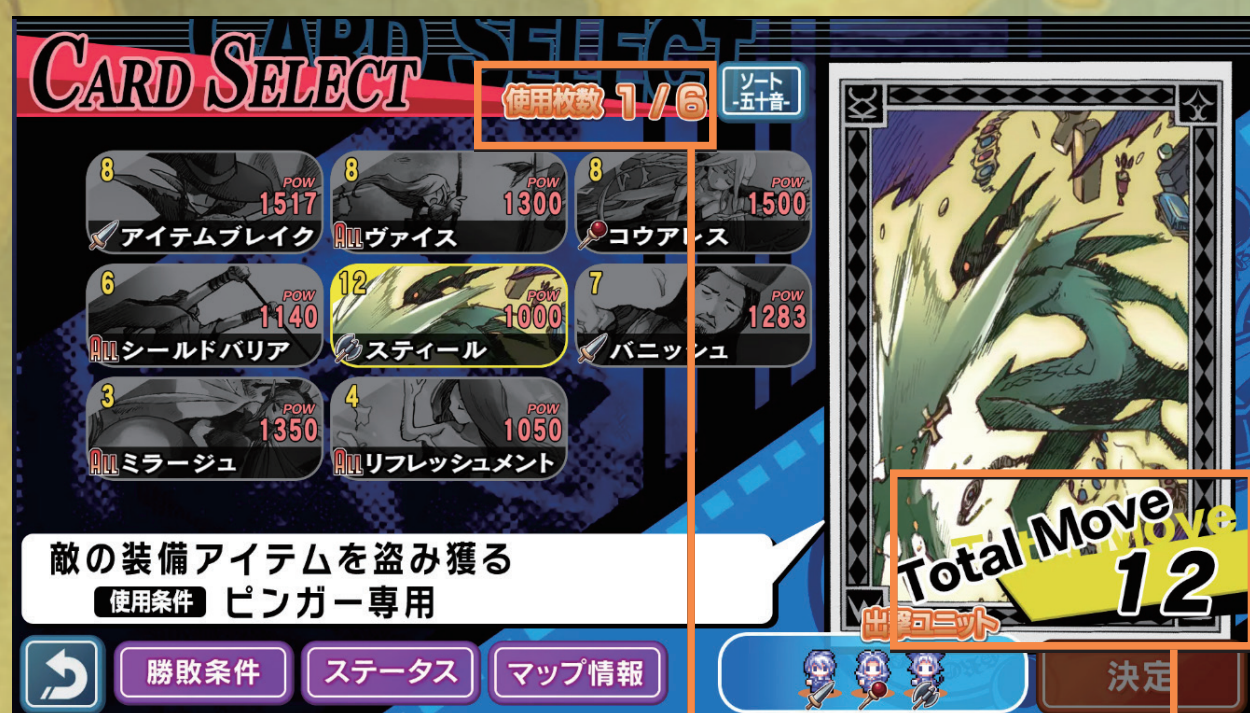 CARD SELECT
CARD SELECT
使用枚数 1/6
ソート
-五十音-
8
POW
1517
アイテムブレイク
8
POW
1300
ALLヴァイス
8
POW
1500
コウアレス
6
POW
1140
ALLシールドバリア
12
POW
1000
スティール
7
POW
1283
バニッシュ
3
POW
1350
ALLミラージュ
4
POW
1050
ALLリフレッシュメント
Total Move
12
敵の装備アイテムを盗み獲る
使用条件 ピンガー専用
出撃ユニット
勝敗条件
ステータス
マップ情報
決定